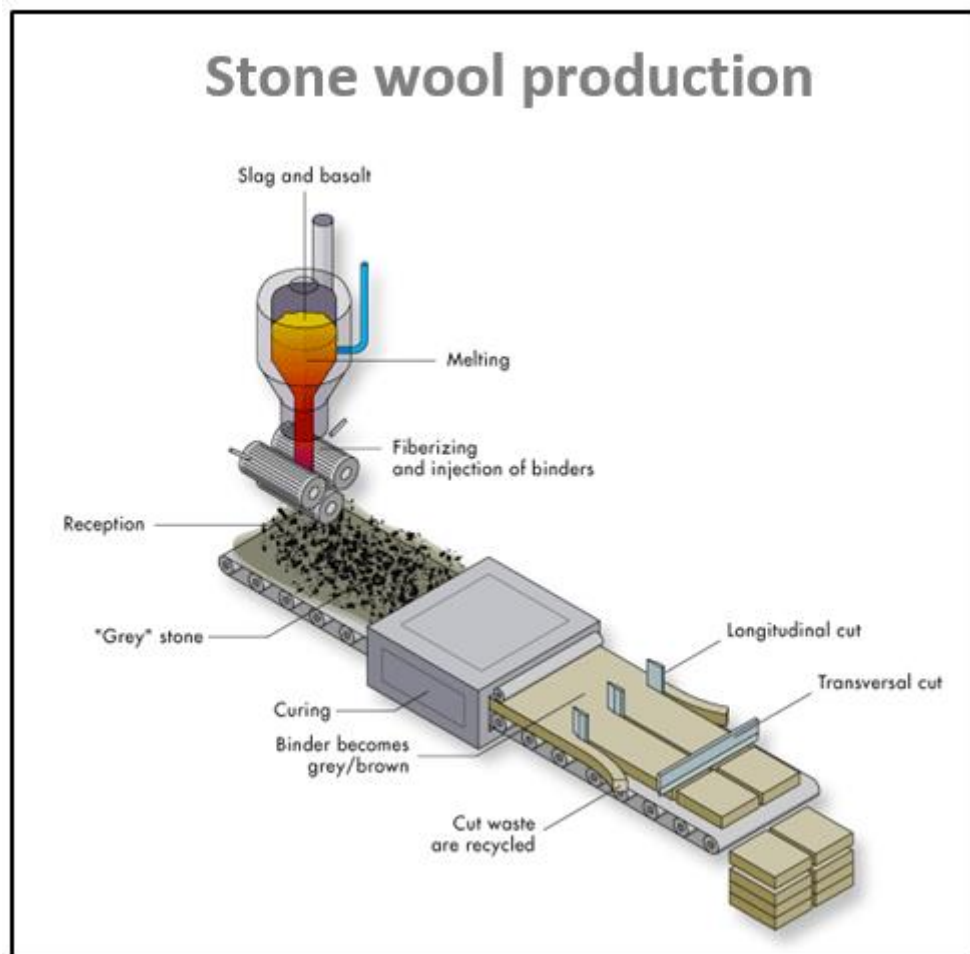 Stone wool production
Slag and basalt
Melting
Fiberizing
and injection of binders
Reception
"Grey" stone
Longitudinal cut
Transversal cut
Curing
Binder becomes
grey/brown
Cut waste
are recycled